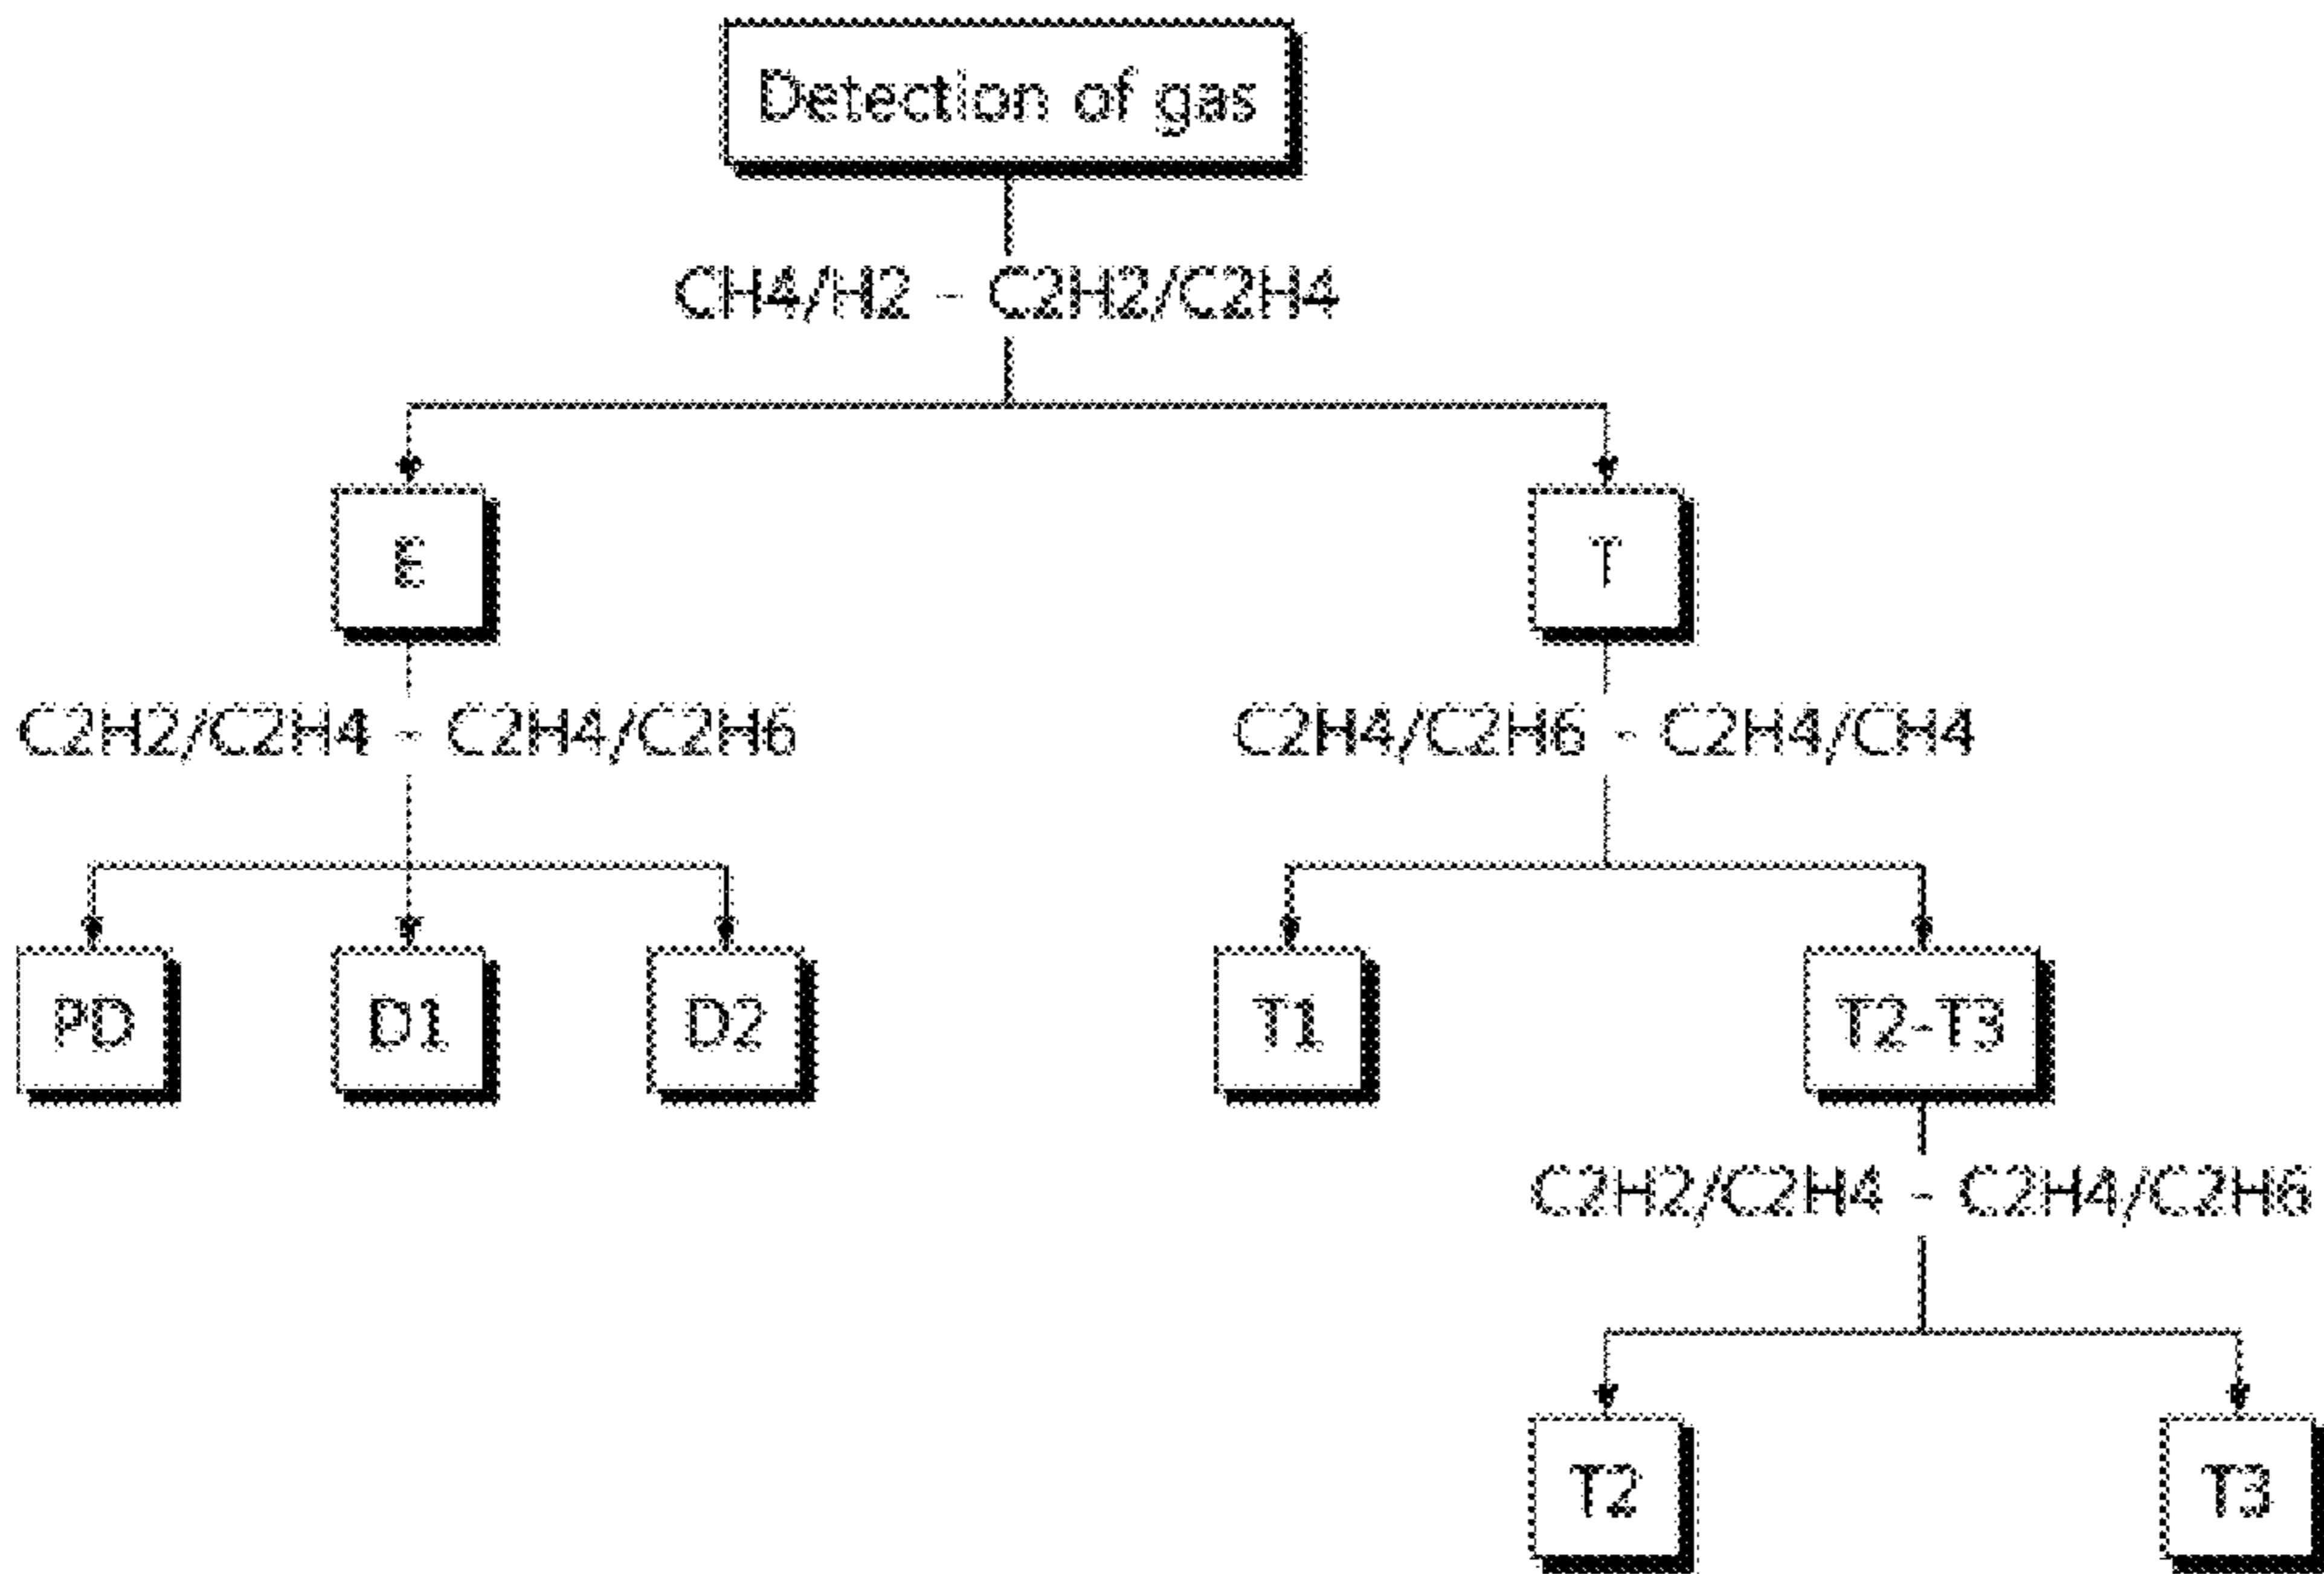 Detection of gas
CH4/H2 - C2H2/C2H4
E
T
C2H2/C2H4 - C2H4/C2H6
C2H4/C2H6 - C2H4/CH4
PD
D1
D2
T1
T2-T3
C2H2/C2H4 - C2H4/C2H6
T2
T3